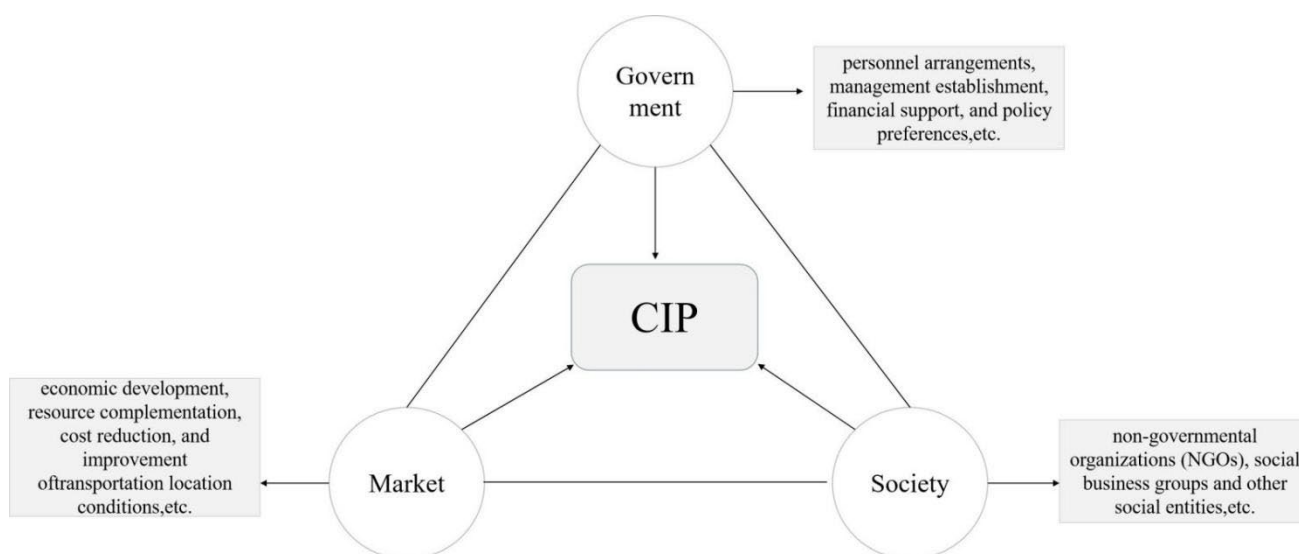 Govern
ment
personnel arrangements,
management establishment,
financial support, and policy
preferences,etc.
CIP
economic development,
resource complementation,
cost reduction, and
improvement
oftransportation location
conditions,etc.
Market
Society
non-governmental
organizations (NGOs), social
business groups and other
social entities,etc.